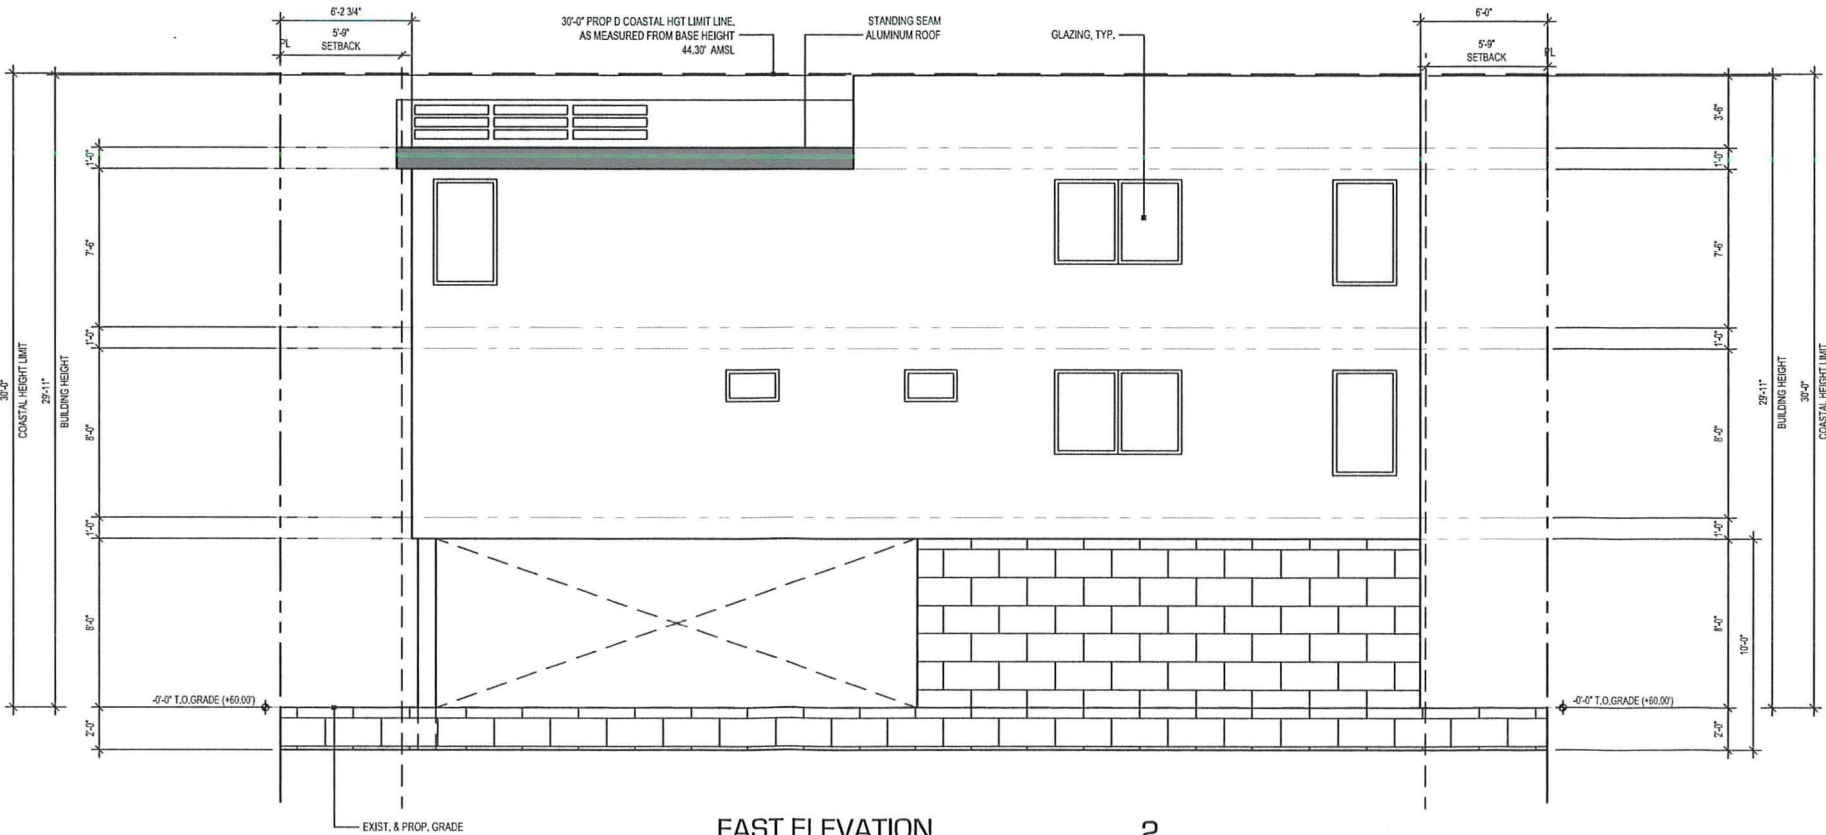 6'-2 3/4"
5'-9"
SETBACK
PL
30'-0" PROP D COASTAL HGT LIMIT LINE.
AS MEASURED FROM BASE HEIGHT
44.30' AMSL
STANDING SEAM
ALUMINUM ROOF
GLAZING, TYP.
6'-0"
5'-9"
SETBACK
PL
30'-0"
COASTAL HEIGHT LIMIT
29'-11"
BUILDING HEIGHT
1'-0"
7'-6"
1'-0"
8'-0"
1'-0"
8'-0"
2'-0"
3'-6"
1'-0"
7'-6"
1'-0"
8'-0"
1'-0"
8'-0"
2'-0"
10'-0"
29'-11"
BUILDING HEIGHT
30'-0"
COASTAL HEIGHT LIMIT
-0'-0" T.O.GRADE (+60.00')
-0'-0" T.O.GRADE (+60.00')
EXIST. & PROP. GRADE
EAST ELEVATION
2